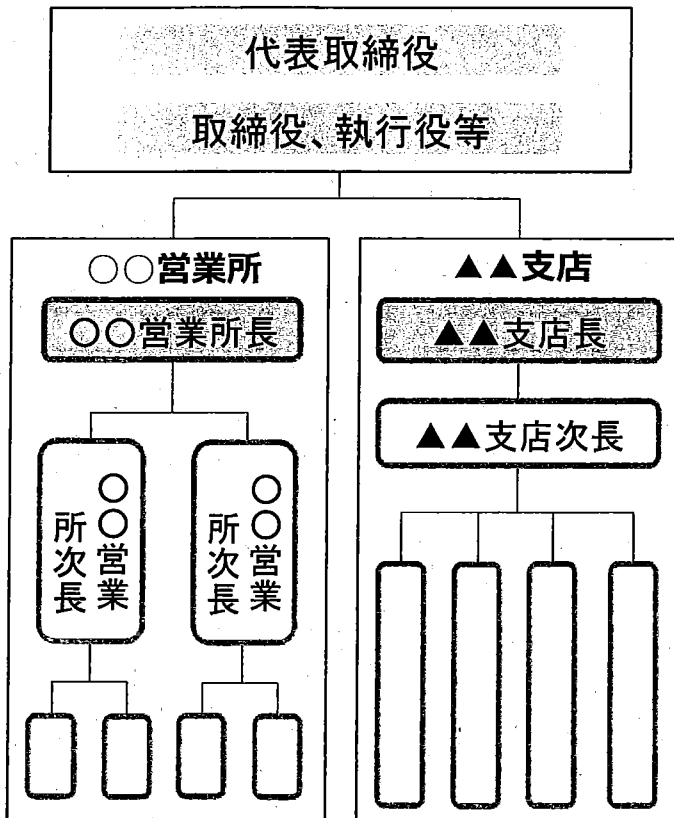 代表取締役
取締役、執行役等
○○営業所
○○営業所長
○○営業
所次長
○○営業
所次長
▲▲支店
▲▲支店長
▲▲支店次長